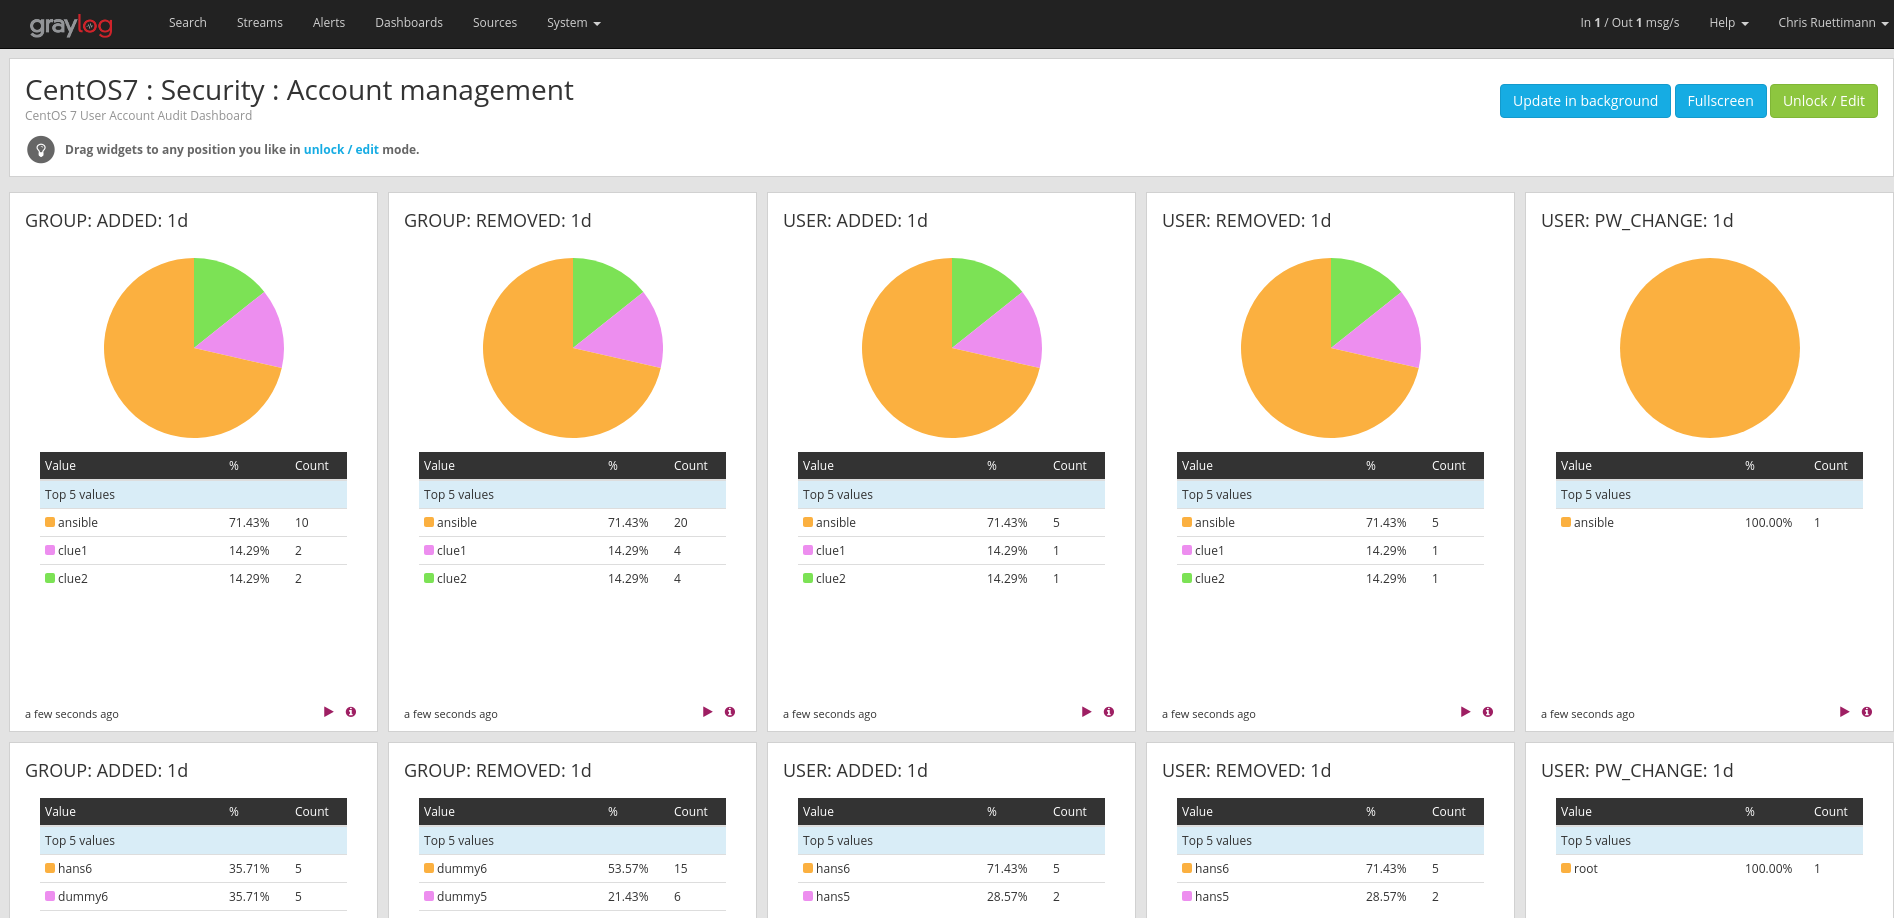 graylog Search Streams Alerts Dashboards Sources System In 1 / Out 1 msg/s Help Chris Ruettimann
CentOS7 : Security : Account management
CentOS 7 User Account Audit Dashboard
Update in background Fullscreen Unlock / Edit
Drag widgets to any position you like in unlock / edit mode.
GROUP: ADDED: 1d
Value % Count
Top 5 values
ansible 71.43% 10
clue1 14.29% 2
clue2 14.29% 2
a few seconds ago
GROUP: REMOVED: 1d
Value % Count
Top 5 values
ansible 71.43% 20
clue1 14.29% 4
clue2 14.29% 4
a few seconds ago
USER: ADDED: 1d
Value % Count
Top 5 values
ansible 71.43% 5
clue1 14.29% 1
clue2 14.29% 1
a few seconds ago
USER: REMOVED: 1d
Value % Count
Top 5 values
ansible 71.43% 5
clue1 14.29% 1
clue2 14.29% 1
a few seconds ago
USER: PW_CHANGE: 1d
Value % Count
Top 5 values
ansible 100.00% 1
a few seconds ago
GROUP: ADDED: 1d
Value % Count
Top 5 values
hans6 35.71% 5
dummy6 35.71% 5
GROUP: REMOVED: 1d
Value % Count
Top 5 values
dummy6 53.57% 15
dummy5 21.43% 6
USER: ADDED: 1d
Value % Count
Top 5 values
hans6 71.43% 5
hans5 28.57% 2
USER: REMOVED: 1d
Value % Count
Top 5 values
hans6 71.43% 5
hans5 28.57% 2
USER: PW_CHANGE: 1d
Value % Count
Top 5 values
root 100.00% 1